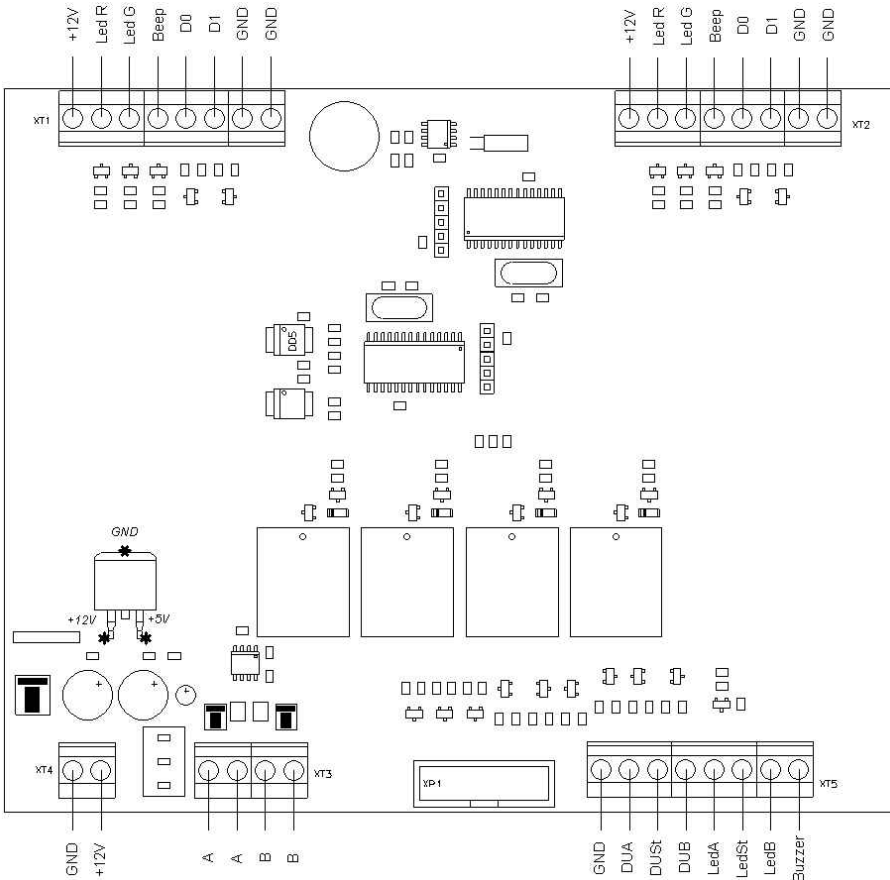 +12V
Led R
Led G
Beep
D0
D1
GND
GND
+12V
Led R
Led G
Beep
D0
D1
GND
GND
XT1
XT2
DD5
GND
+12V
+5V
XT4
XT3
XP1
XT5
GND
+12V
A
A
B
B
GND
DUA
DUSt
DUB
LedA
LedSt
LedB
Buzzer